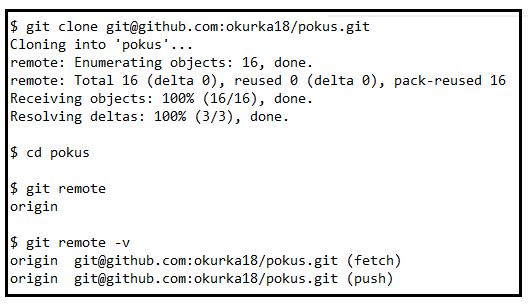 $ git clone git@github.com:okurka18/pokus.git
Cloning into 'pokus'...
remote: Enumerating objects: 16, done.
remote: Total 16 (delta 0), reused 0 (delta 0), pack-reused 16
Receiving objects: 100% (16/16), done.
Resolving deltas: 100% (3/3), done.
$ cd pokus
$ git remote
origin
$ git remote -v
origin  git@github.com:okurka18/pokus.git (fetch)
origin  git@github.com:okurka18/pokus.git (push)